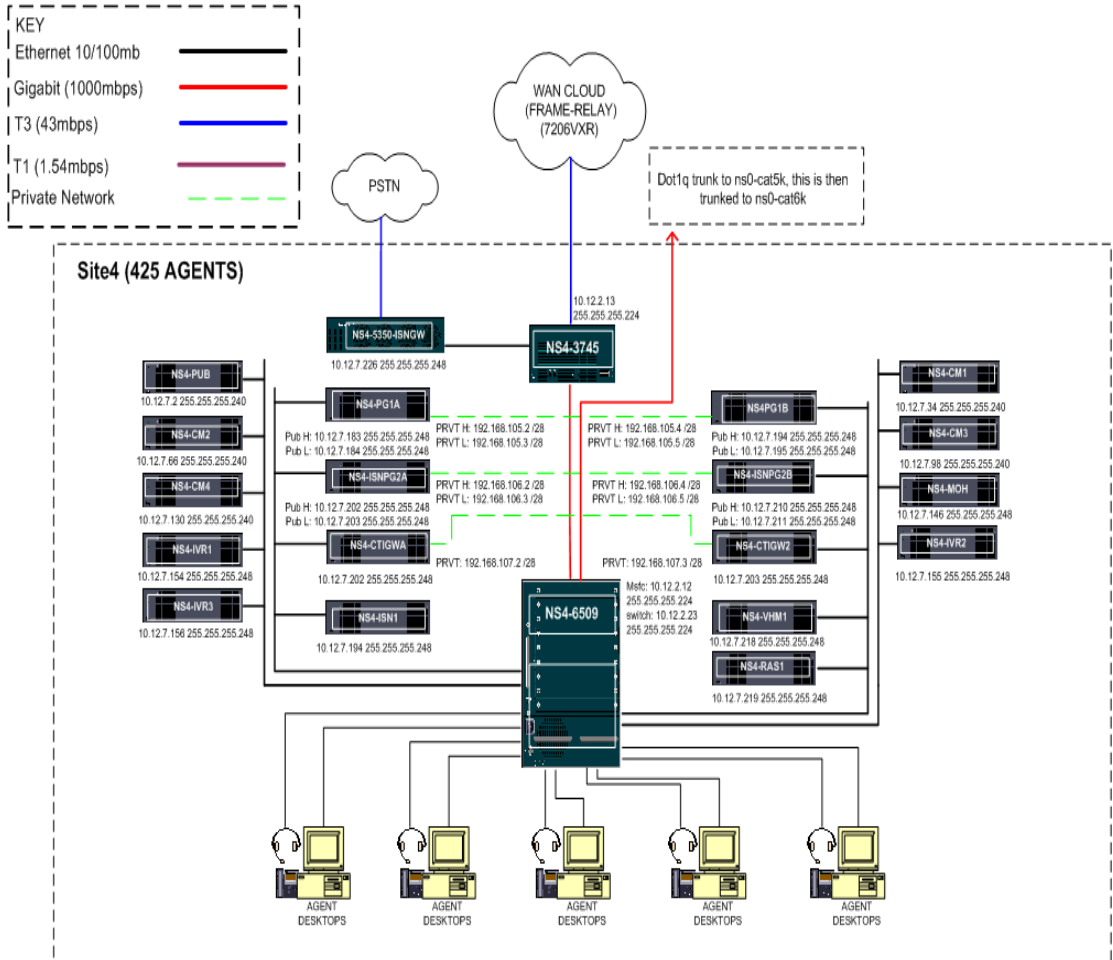 KEY
Ethernet 10/100mb
Gigabit (1000mbps)
T3 (43mbps)
T1 (1.54mbps)
Private Network
WAN CLOUD
(FRAME-RELAY)
(7206VXR)
PSTN
Dot1q trunk to ns0-cat5k, this is then
trunked to ns0-cat6k
Site4 (425 AGENTS)
10.12.2.13
255.255.255.224
NS4-5350-ISNGW
10.12.7.226 255.255.255.248
NS4-3745
NS4-PUB
10.12.7.2 255.255.255.240
NS4-CM2
10.12.7.66 255.255.255.240
NS4-CM4
10.12.7.130 255.255.255.240
NS4-IVR1
10.12.7.154 255.255.255.248
NS4-IVR3
10.12.7.156 255.255.255.248
NS4-PG1A
Pub H: 10.12.7.183 255.255.255.248
Pub L: 10.12.7.184 255.255.255.248
PRVT H: 192.168.105.2 /28
PRVT L: 192.168.105.3 /28
NS4-ISNPG2A
Pub H: 10.12.7.202 255.255.255.248
Pub L: 10.12.7.203 255.255.255.248
PRVT H: 192.168.106.2 /28
PRVT L: 192.168.106.3 /28
NS4-CTIGWA
10.12.7.202 255.255.255.248
PRVT: 192.168.107.2 /28
NS4-ISN1
10.12.7.194 255.255.255.248
PRVT H: 192.168.105.4 /28
PRVT L: 192.168.105.5 /28
NS4PG1B
Pub H: 10.12.7.194 255.255.255.248
Pub L: 10.12.7.195 255.255.255.248
PRVT H: 192.168.106.4 /28
PRVT L: 192.168.106.5 /28
NS4-ISNPG2B
Pub H: 10.12.7.210 255.255.255.248
Pub L: 10.12.7.211 255.255.255.248
PRVT: 192.168.107.3 /28
NS4-CTIGW2
10.12.7.203 255.255.255.248
NS4-VHM1
10.12.7.218 255.255.255.248
NS4-RAS1
10.12.7.219 255.255.255.248
NS4-CM1
10.12.7.34 255.255.255.240
NS4-CM3
10.12.7.98 255.255.255.240
NS4-MOH
10.12.7.146 255.255.255.248
NS4-IVR2
10.12.7.155 255.255.255.248
NS4-6509
Msfc: 10.12.2.12
255.255.255.224
switch: 10.12.2.23
255.255.255.224
AGENT
DESKTOPS
AGENT
DESKTOPS
AGENT
DESKTOPS
AGENT
DESKTOPS
AGENT
DESKTOPS